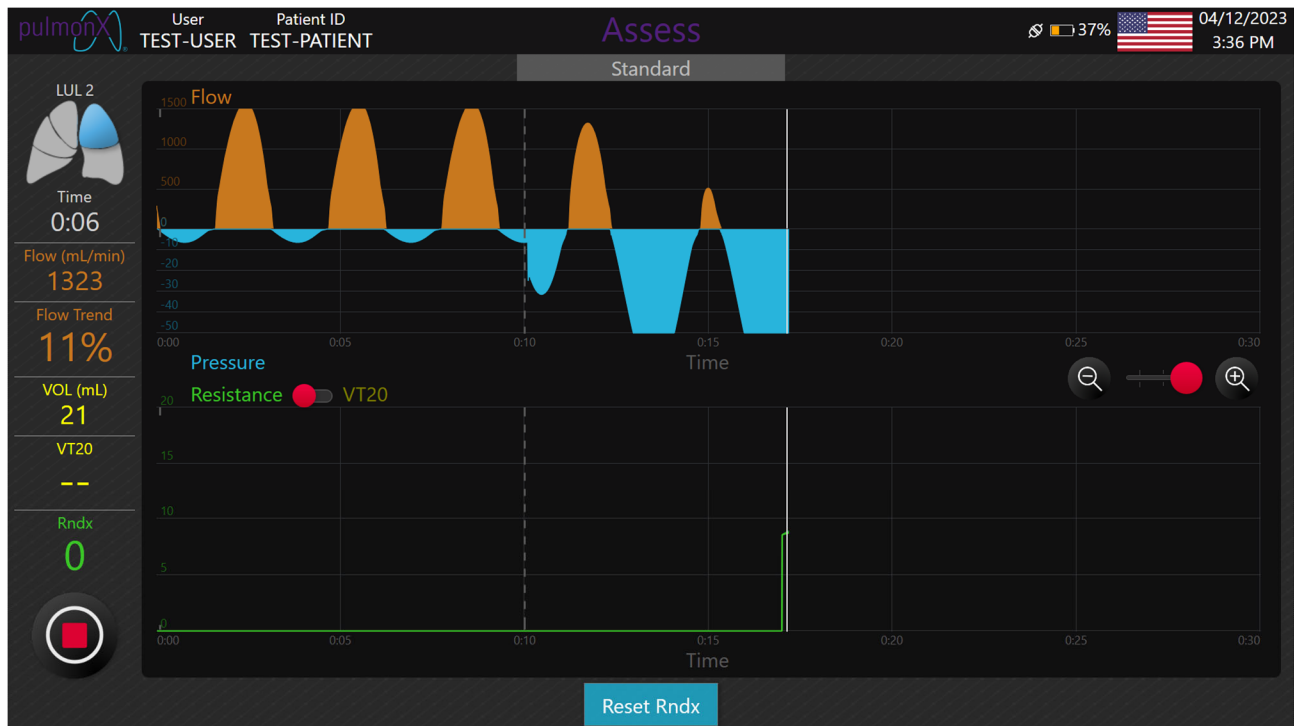 pulmonX
User
TEST-USER
Patient ID
TEST-PATIENT
Assess
37%
04/12/2023
3:36 PM
Standard
LUL 2
Time
0:06
Flow (mL/min)
1323
Flow Trend
11%
VOL (mL)
21
VT20
--
Rndx
0
Flow
1500
1000
500
0
-10
-20
-30
-40
-50
0:00 0:05 0:10 0:15 0:20 0:25 0:30
Pressure
Time
Resistance VT20
20
15
10
5
0
0:00 0:05 0:10 0:15 0:20 0:25 0:30
Time
Reset Rndx